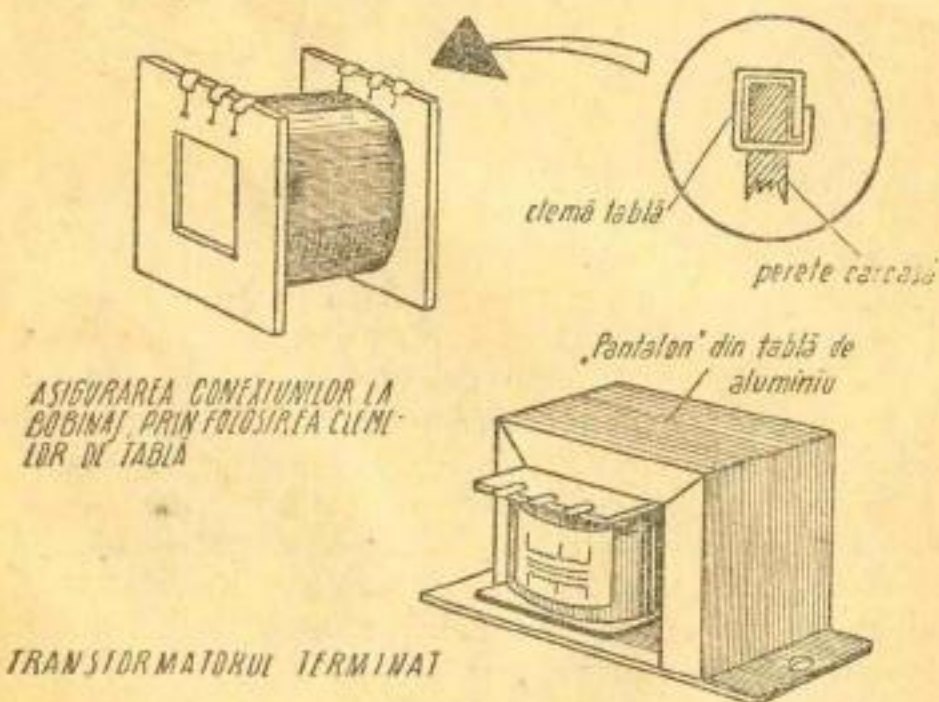 clemă tablă
perete carcasă
ASIGURAREA CONEXIUNILOR LA
BOBINAJ, PRIN FOLOSIREA CLEME-
LOR DE TABLĂ
„Pantalon" din tablă de
aluminiu
TRANSFORMATORUL TERMINAT